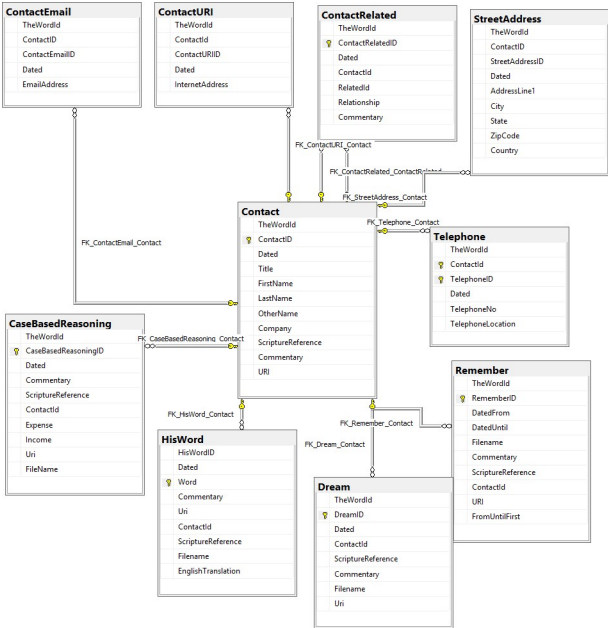 ContactEmail
TheWordId
ContactID
ContactEmailID
Dated
EmailAddress
ContactURI
TheWordId
ContactId
ContactURIID
Dated
InternetAddress
ContactRelated
TheWordId
ContactRelatedID
Dated
ContactId
RelatedId
Relationship
Commentary
StreetAddress
TheWordId
ContactID
StreetAddressID
Dated
AddressLine1
City
State
ZipCode
Country
FK_ContactURI_Contact
FK_ContactRelated_ContactRelated
FK_StreetAddress_Contact
FK_Telephone_Contact
FK_ContactEmail_Contact
Contact
TheWordId
ContactID
Dated
Title
FirstName
LastName
OtherName
Company
ScriptureReference
Commentary
URI
Telephone
TheWordId
ContactId
TelephoneID
Dated
TelephoneNo
TelephoneLocation
CaseBasedReasoning
TheWordId
CaseBasedReasoningID
Dated
Commentary
ScriptureReference
ContactId
Expense
Income
Uri
FileName
FK_CaseBasedReasoning_Contact
FK_HisWord_Contact
FK_Remember_Contact
FK_Dream_Contact
Remember
TheWordId
RememberID
DatedFrom
DatedUntil
Filename
Commentary
ScriptureReference
ContactId
URI
FromUntilFirst
HisWord
HisWordID
Dated
Word
Commentary
Uri
ContactId
ScriptureReference
Filename
EnglishTranslation
Dream
TheWordId
DreamID
Dated
ContactId
ScriptureReference
Commentary
Filename
Uri